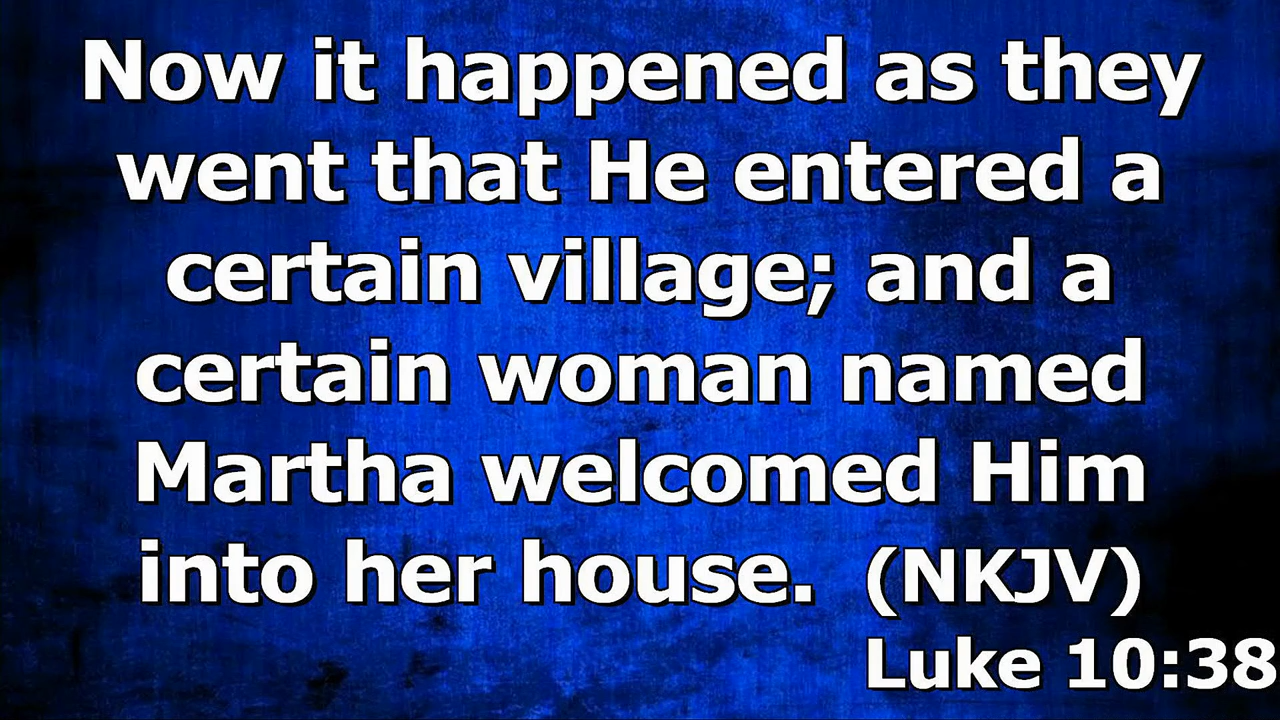 Now it happened as they
went that He entered a
certain village; and a
certain woman named
Martha welcomed Him
into her house. (NKJV)
Luke 10:38